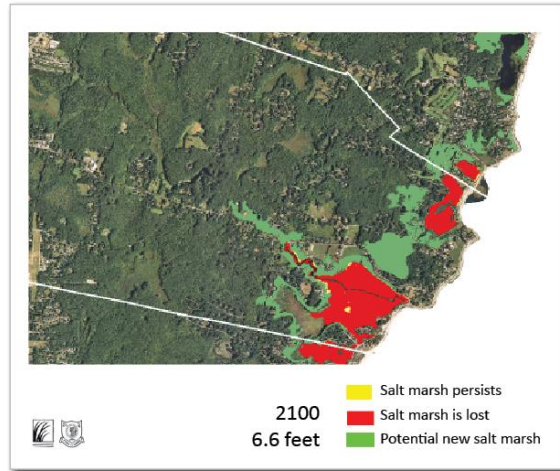 2100
6.6 feet
Salt marsh persists
Salt marsh is lost
Potential new salt marsh